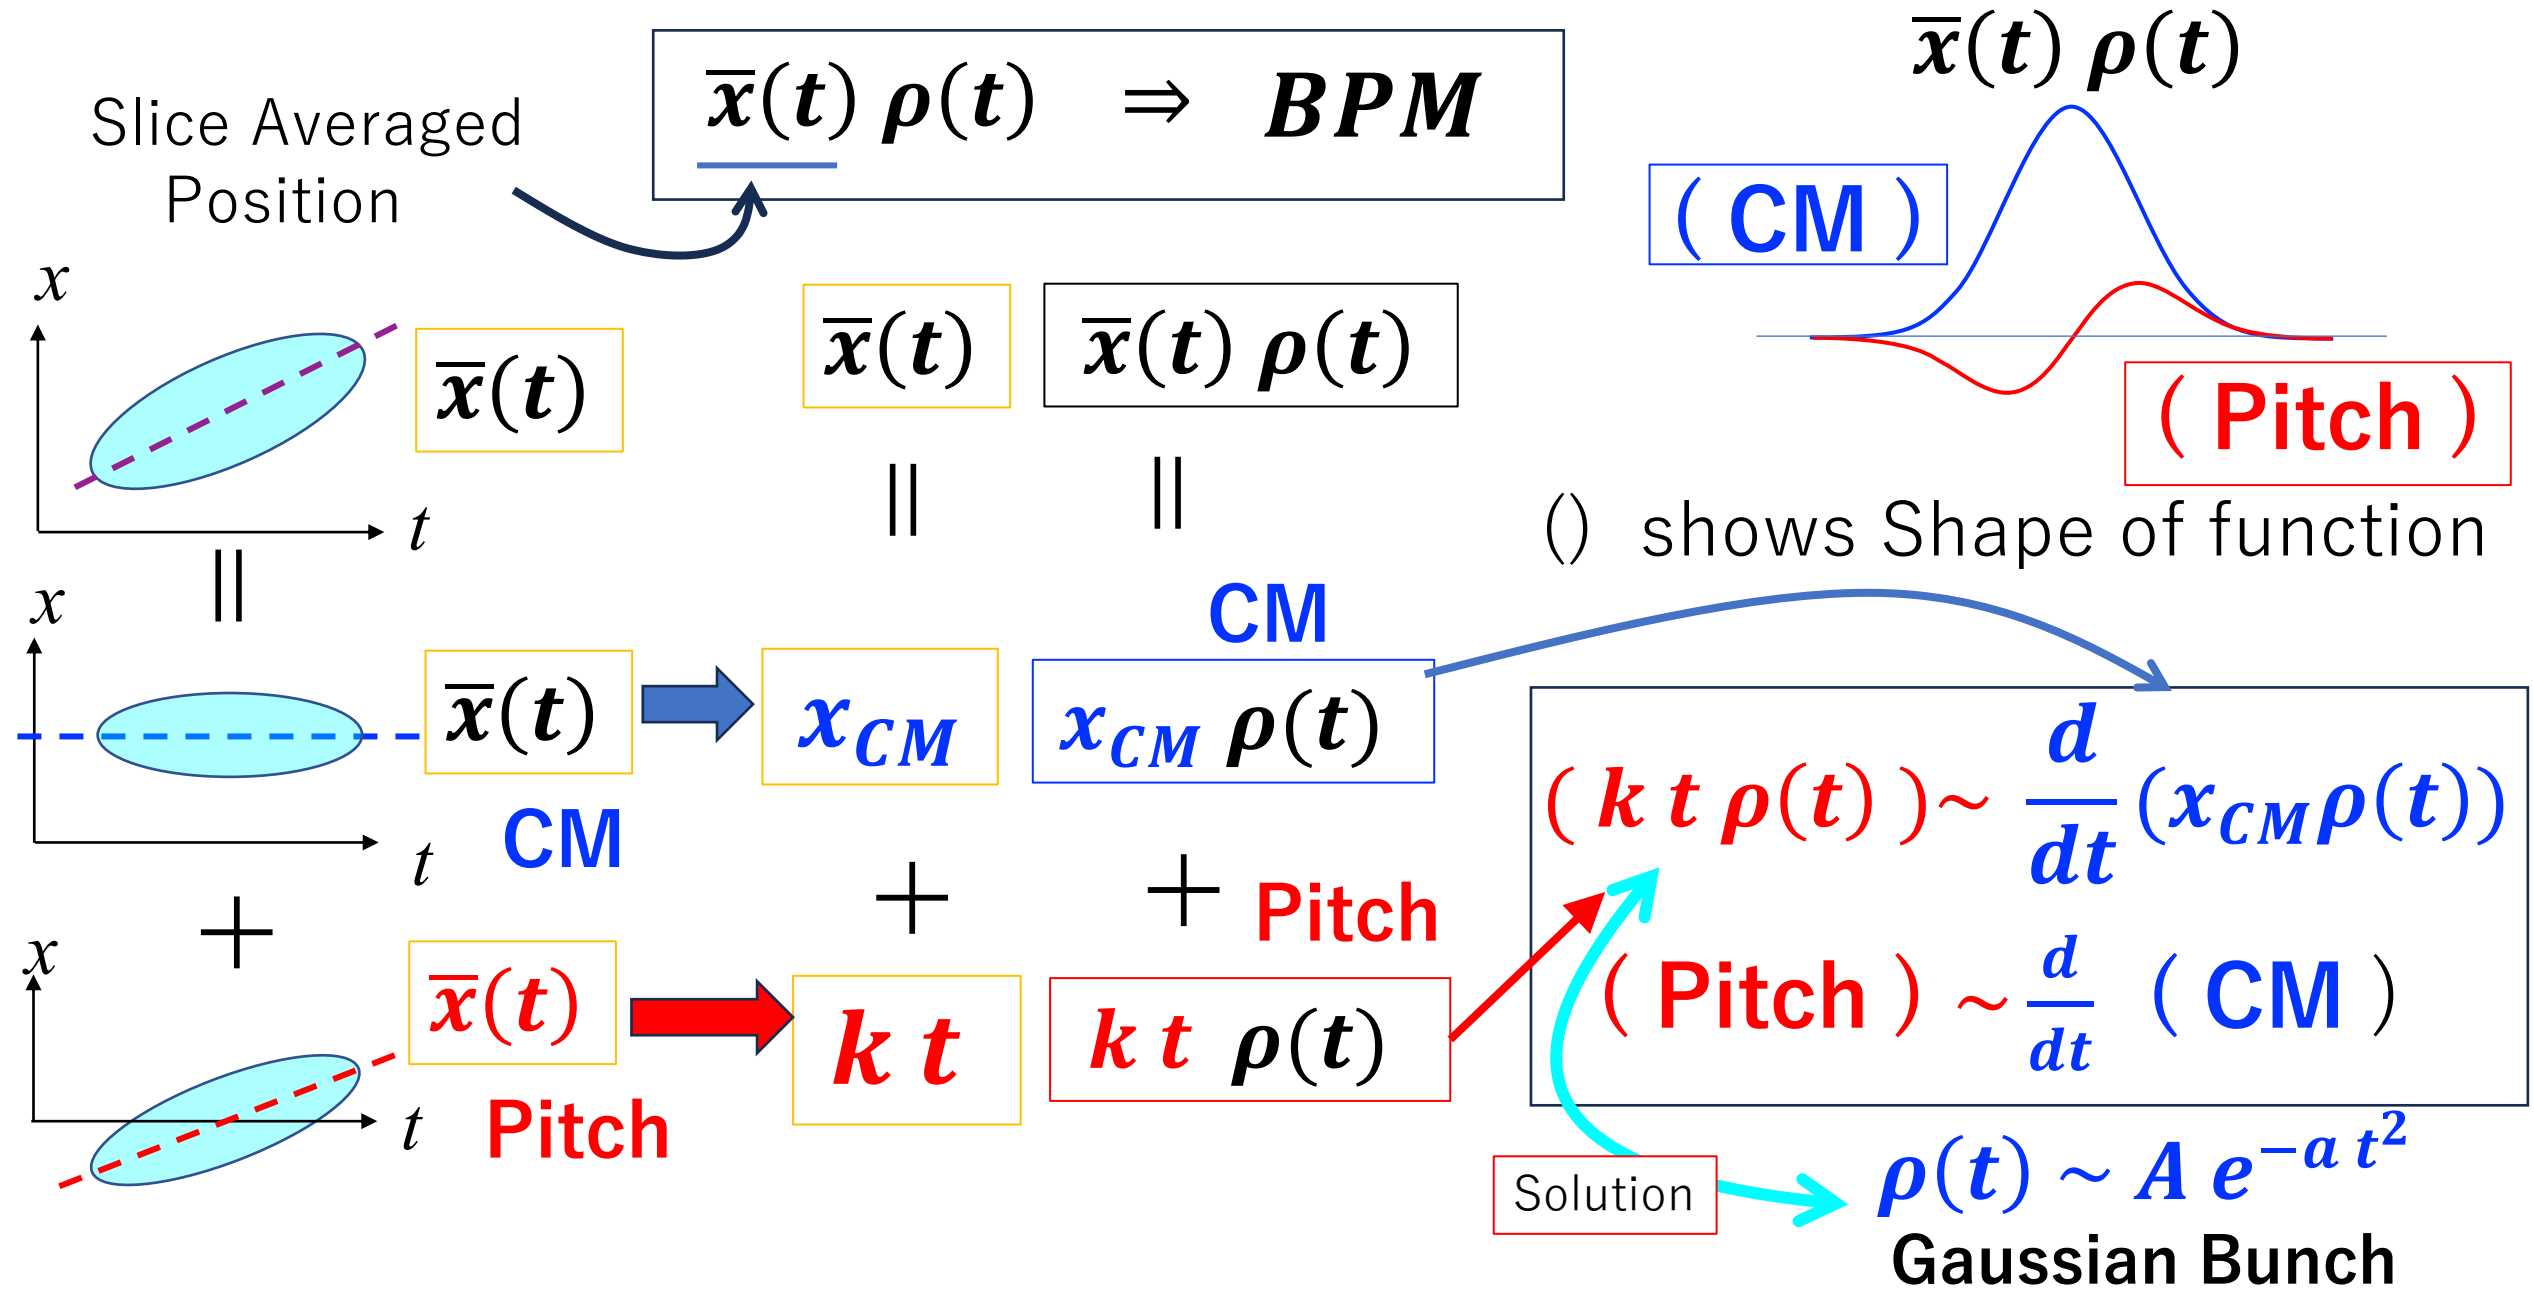 x̄(t) ρ(t) ⇒ BPM
x̄(t) ρ(t)
Slice Averaged
Position
( CM )
x
x̄(t)
x̄(t)
x̄(t) ρ(t)
( Pitch )
t
||
||
||
() shows Shape of function
x
CM
x̄(t)
x_CM
x_CM ρ(t)
t
CM
( k t ρ(t) ) ~ d/dt (x_CM ρ(t))
+
+
+
Pitch
x
x̄(t)
k t
k t ρ(t)
( Pitch ) ~ d/dt ( CM )
t
Pitch
Solution
ρ(t) ~ A e^{-a t^2}
Gaussian Bunch